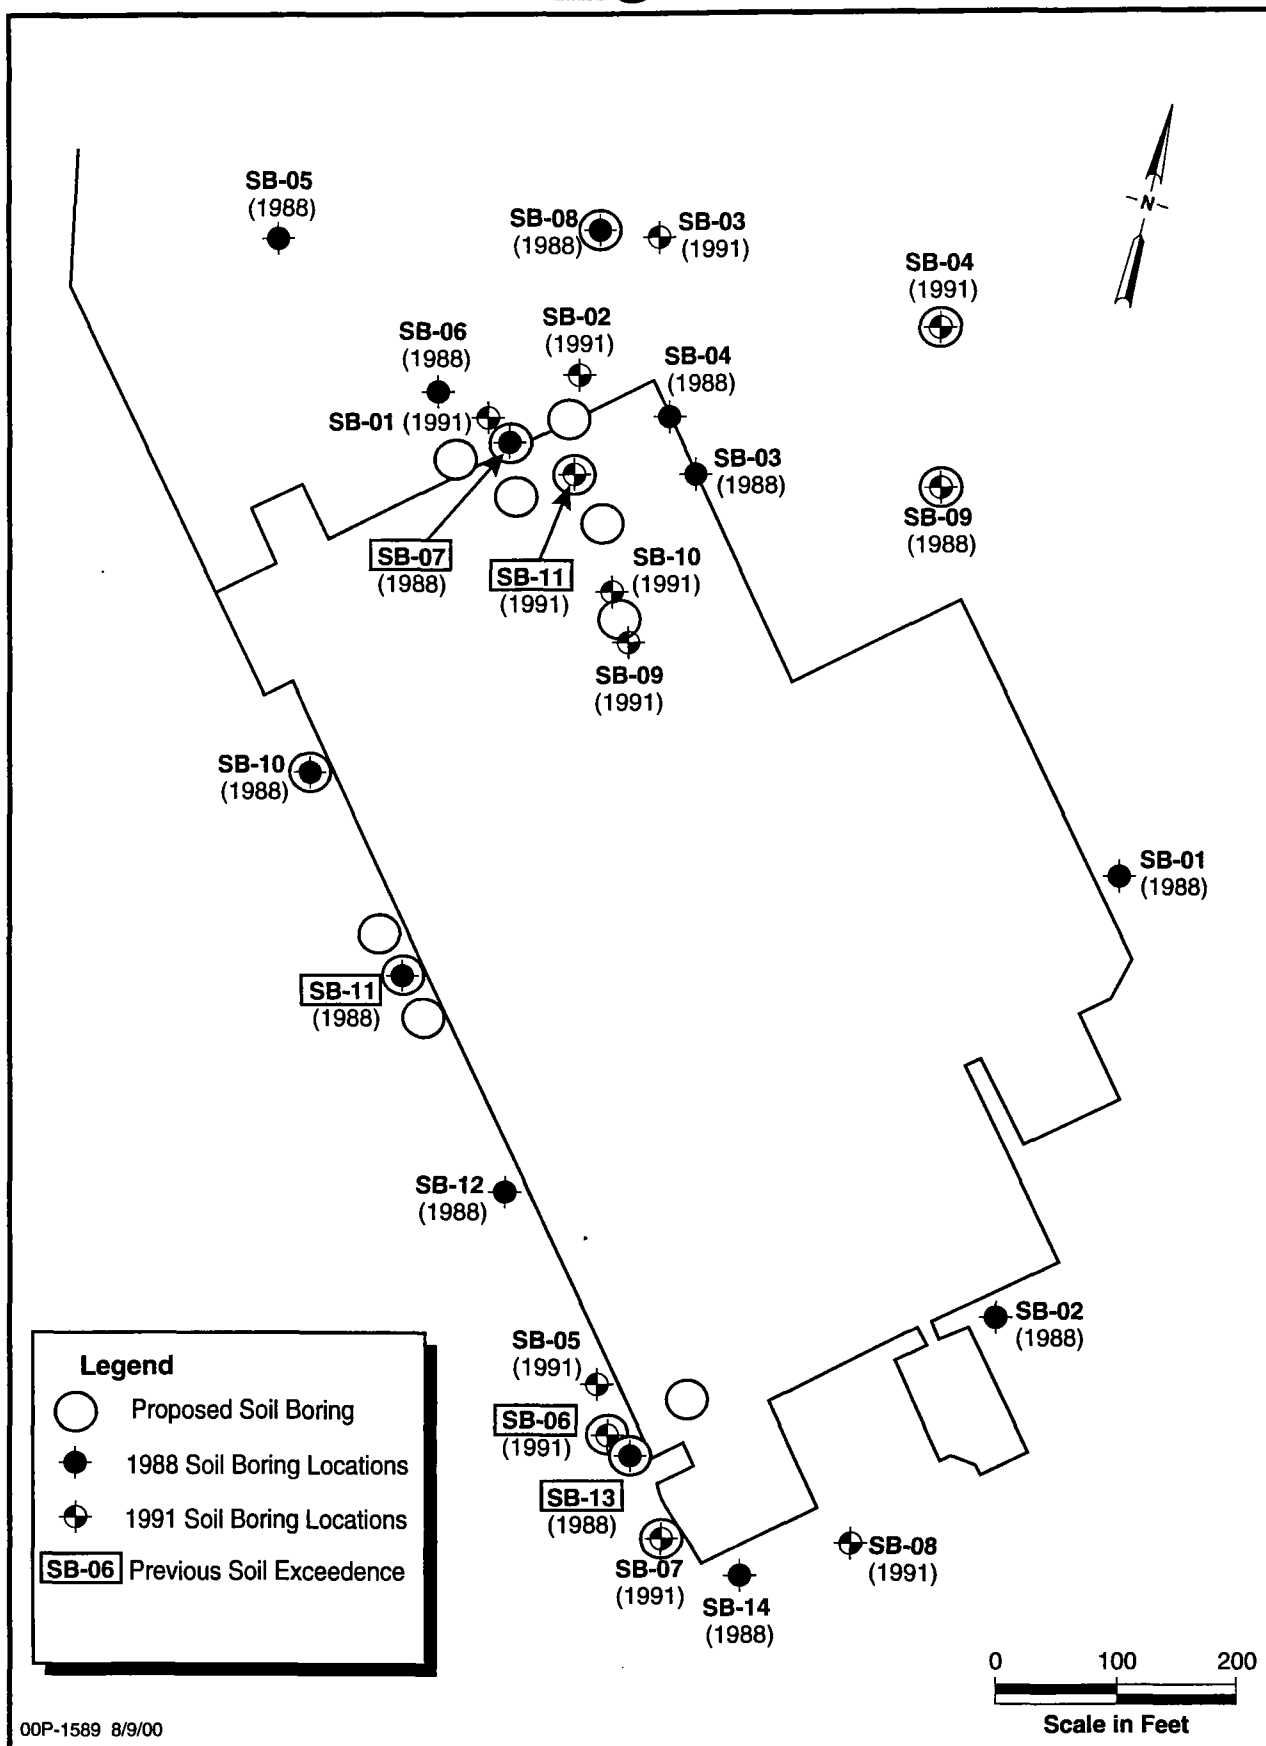 SB-05
(1988)
SB-08
(1988)
SB-03
(1991)
N
SB-04
(1991)
SB-02
(1991)
SB-06
(1988)
SB-04
(1988)
SB-01 (1991)
SB-03
(1988)
SB-09
(1988)
SB-07
(1988)
SB-11
(1991)
SB-10
(1991)
SB-09
(1991)
SB-10
(1988)
SB-01
(1988)
SB-11
(1988)
SB-12
(1988)
SB-02
(1988)
SB-05
(1991)
SB-06
(1991)
SB-13
(1988)
SB-07
(1991)
SB-08
(1991)
SB-14
(1988)
Legend
Proposed Soil Boring
1988 Soil Boring Locations
1991 Soil Boring Locations
SB-06 Previous Soil Exceedence
0 100 200
Scale in Feet
00P-1589 8/9/00